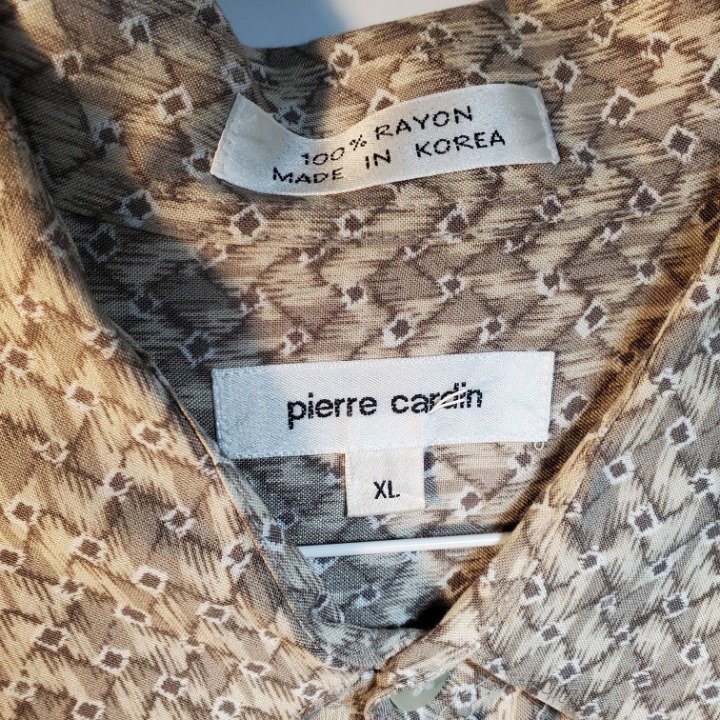 100% RAYON
MADE IN KOREA
pierre cardin
XL